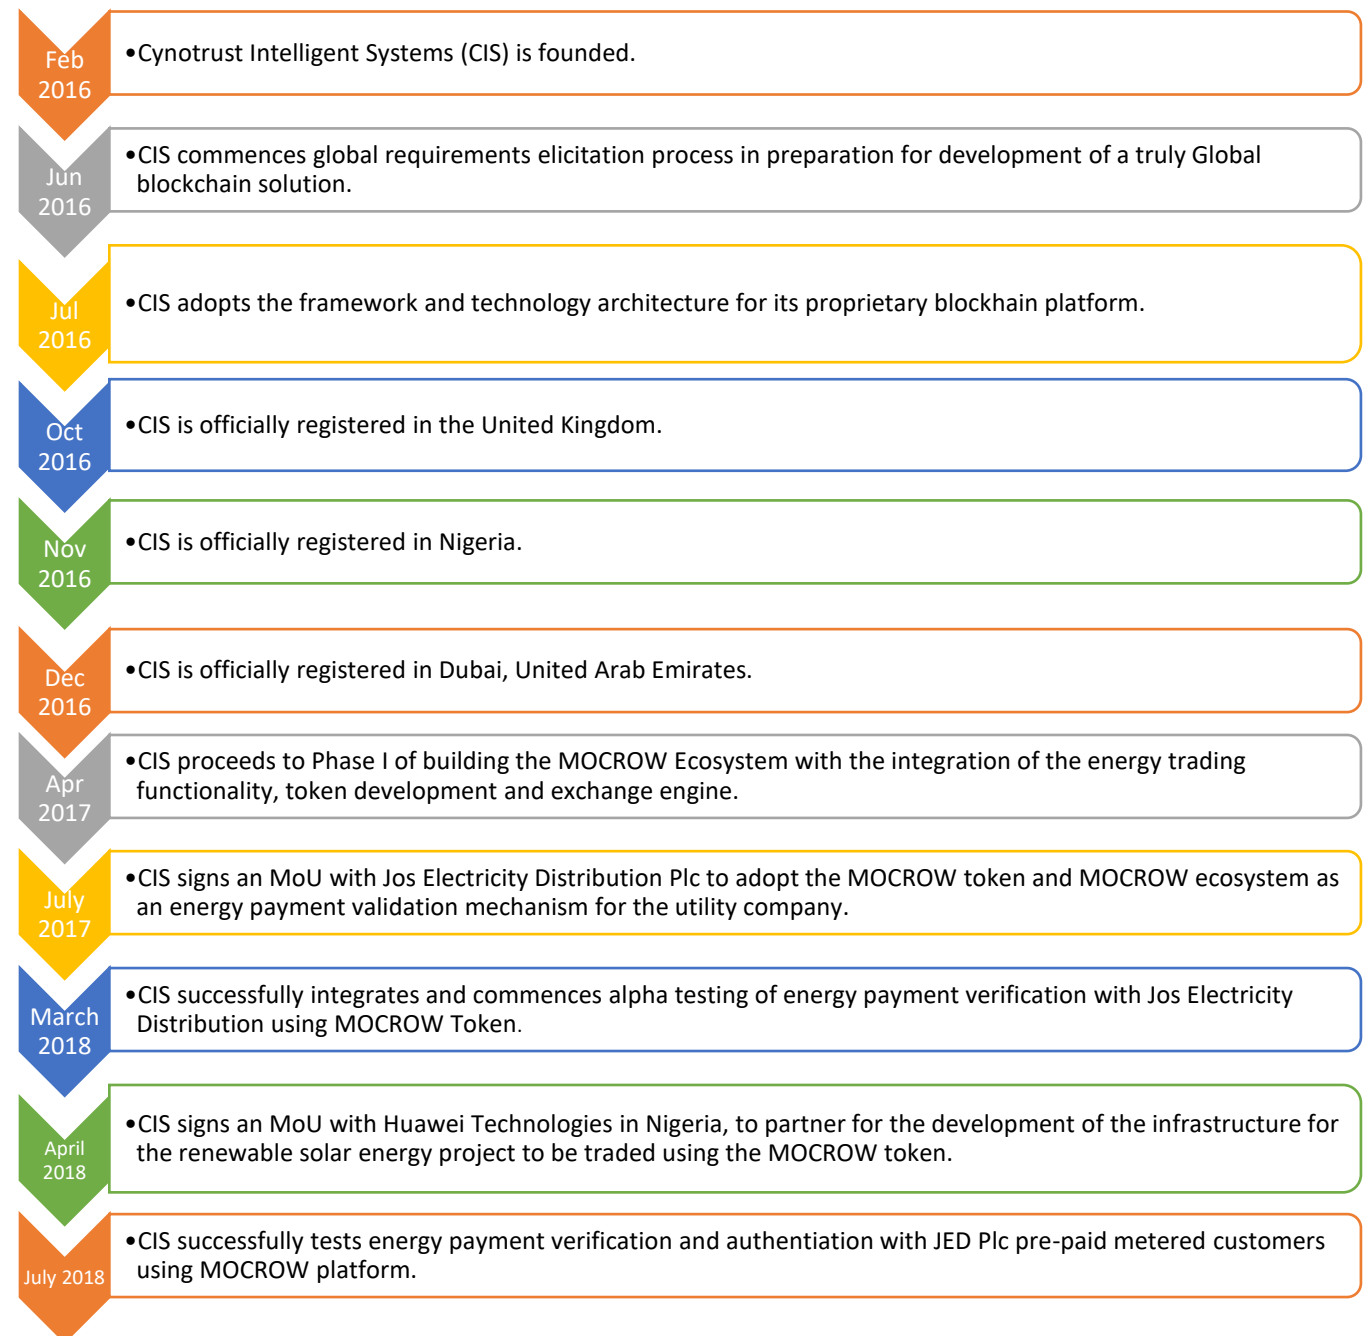 Feb
2016
•Cynotrust Intelligent Systems (CIS) is founded.
Jun
2016
•CIS commences global requirements elicitation process in preparation for development of a truly Global
blockchain solution.
Jul
2016
•CIS adopts the framework and technology architecture for its proprietary blockhain platform.
Oct
2016
•CIS is officially registered in the United Kingdom.
Nov
2016
•CIS is officially registered in Nigeria.
Dec
2016
•CIS is officially registered in Dubai, United Arab Emirates.
Apr
2017
•CIS proceeds to Phase I of building the MOCROW Ecosystem with the integration of the energy trading
functionality, token development and exchange engine.
July
2017
•CIS signs an MoU with Jos Electricity Distribution Plc to adopt the MOCROW token and MOCROW ecosystem as
an energy payment validation mechanism for the utility company.
March
2018
•CIS successfully integrates and commences alpha testing of energy payment verification with Jos Electricity
Distribution using MOCROW Token.
April
2018
•CIS signs an MoU with Huawei Technologies in Nigeria, to partner for the development of the infrastructure for
the renewable solar energy project to be traded using the MOCROW token.
July 2018
•CIS successfully tests energy payment verification and authentiation with JED Plc pre-paid metered customers
using MOCROW platform.